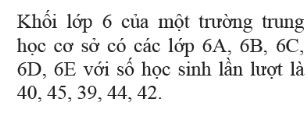 Khối lớp 6 của một trường trung
học cơ sở có các lớp 6A, 6B, 6C,
6D, 6E với số học sinh lần lượt là
40, 45, 39, 44, 42.